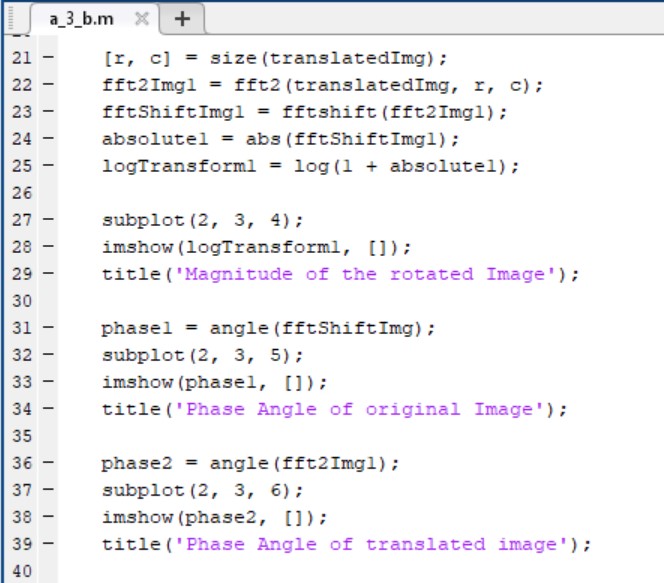 a_3_b.m × +
21 - [r, c] = size(translatedImg);
22 - fft2Img1 = fft2(translatedImg, r, c);
23 - fftShiftImg1 = fftshift(fft2Img1);
24 - absolute1 = abs(fftShiftImg1);
25 - logTransform1 = log(1 + absolute1);
26
27 - subplot(2, 3, 4);
28 - imshow(logTransform1, []);
29 - title('Magnitude of the rotated Image');
30
31 - phase1 = angle(fftShiftImg);
32 - subplot(2, 3, 5);
33 - imshow(phase1, []);
34 - title('Phase Angle of original Image');
35
36 - phase2 = angle(fft2Img1);
37 - subplot(2, 3, 6);
38 - imshow(phase2, []);
39 - title('Phase Angle of translated image');
40